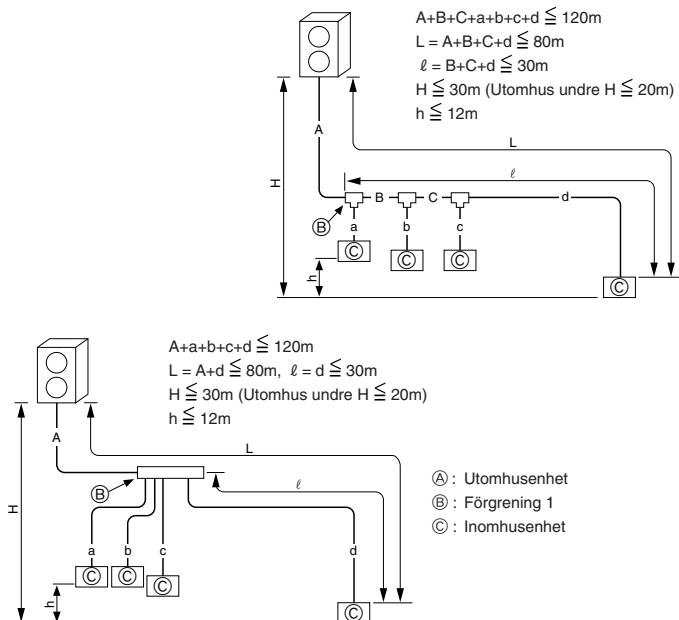 A+B+C+a+b+c+d ≦ 120m
L = A+B+C+d ≦ 80m
ℓ = B+C+d ≦ 30m
H ≦ 30m (Utomhus undre H ≦ 20m)
h ≦ 12m
A
L
H
ℓ
B
C
d
Ⓑ
a
b
c
Ⓒ
Ⓒ
Ⓒ
h
Ⓒ
A+a+b+c+d ≦ 120m
L = A+d ≦ 80m, ℓ = d ≦ 30m
H ≦ 30m (Utomhus undre H ≦ 20m)
h ≦ 12m
A
L
H
Ⓑ
ℓ
a
b
c
d
Ⓒ
Ⓒ
Ⓒ
h
Ⓒ
Ⓐ : Utomhusenhet
Ⓑ : Förgrening 1
Ⓒ : Inomhusenhet